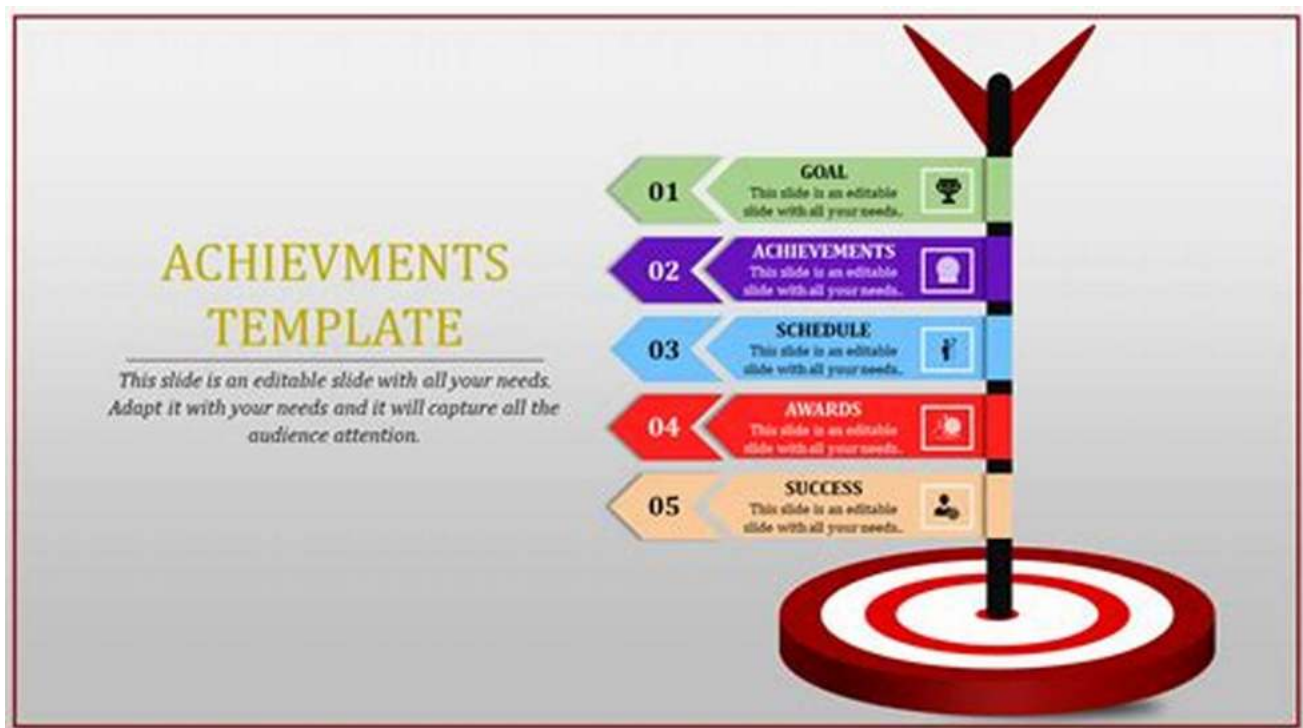 ACHIEVMENTS
TEMPLATE
This slide is an editable slide with all your needs.
Adapt it with your needs and it will capture all the
audience attention.
01
GOAL
This slide is an editable
slide with all your needs..
02
ACHIEVEMENTS
This slide is an editable
slide with all your needs..
03
SCHEDULE
This slide is an editable
slide with all your needs..
04
AWARDS
This slide is an editable
slide with all your needs..
05
SUCCESS
This slide is an editable
slide with all your needs..